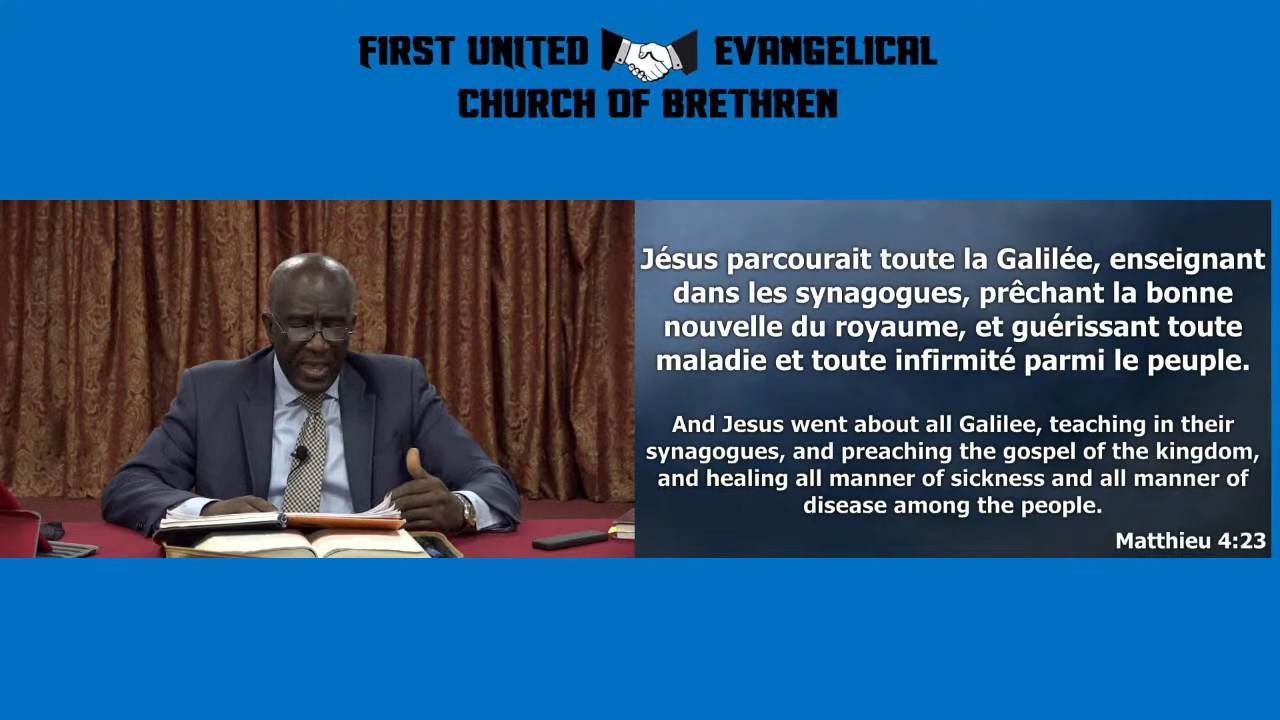 FIRST UNITED EVANGELICAL
CHURCH OF BRETHREN
Jésus parcourait toute la Galilée, enseignant
dans les synagogues, prêchant la bonne
nouvelle du royaume, et guérissant toute
maladie et toute infirmité parmi le peuple.
And Jesus went about all Galilee, teaching in their
synagogues, and preaching the gospel of the kingdom,
and healing all manner of sickness and all manner of
disease among the people.
Matthieu 4:23